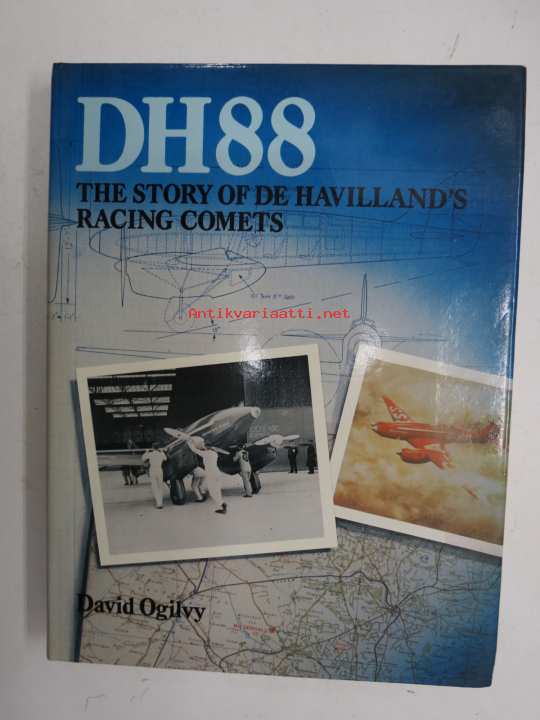 DH88
THE STORY OF DE HAVILLAND'S
RACING COMETS
Antikvariaatti.net
David Ogilvy